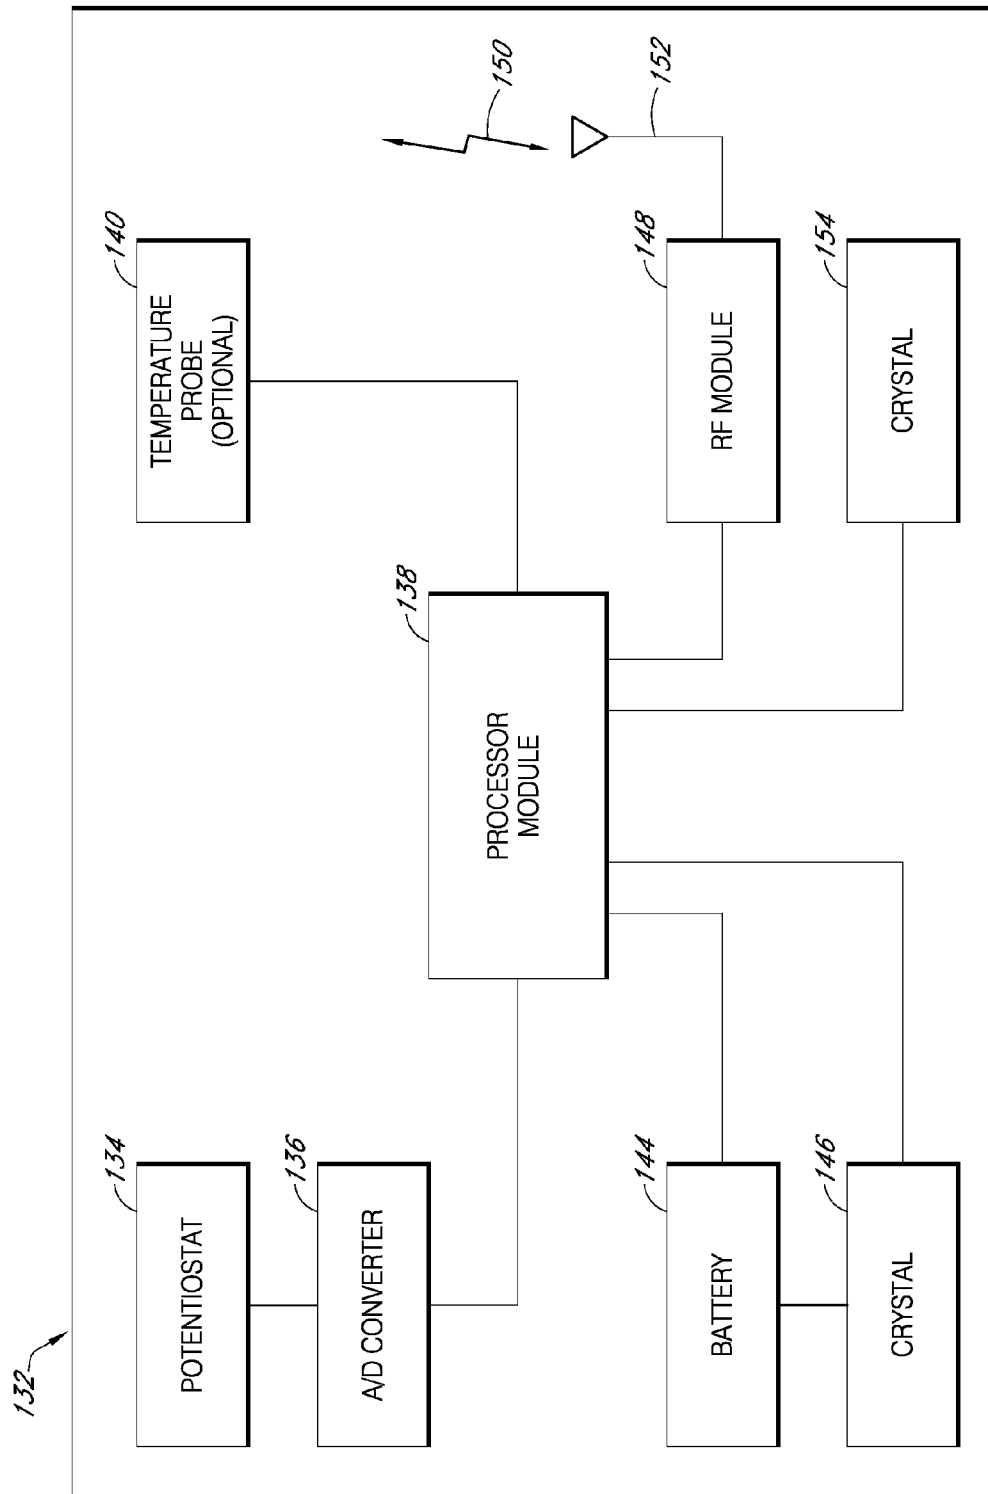 132
134
POTENTIOSTAT
136
A/D CONVERTER
138
PROCESSOR
MODULE
140
TEMPERATURE
PROBE
(OPTIONAL)
144
BATTERY
146
CRYSTAL
148
RF MODULE
150
152
154
CRYSTAL